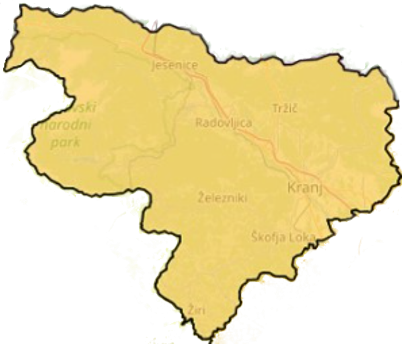 Jesenice
Tržič
narodni
park
Radovljica
Železniki
Kranj
Škofja Loka
Žiri